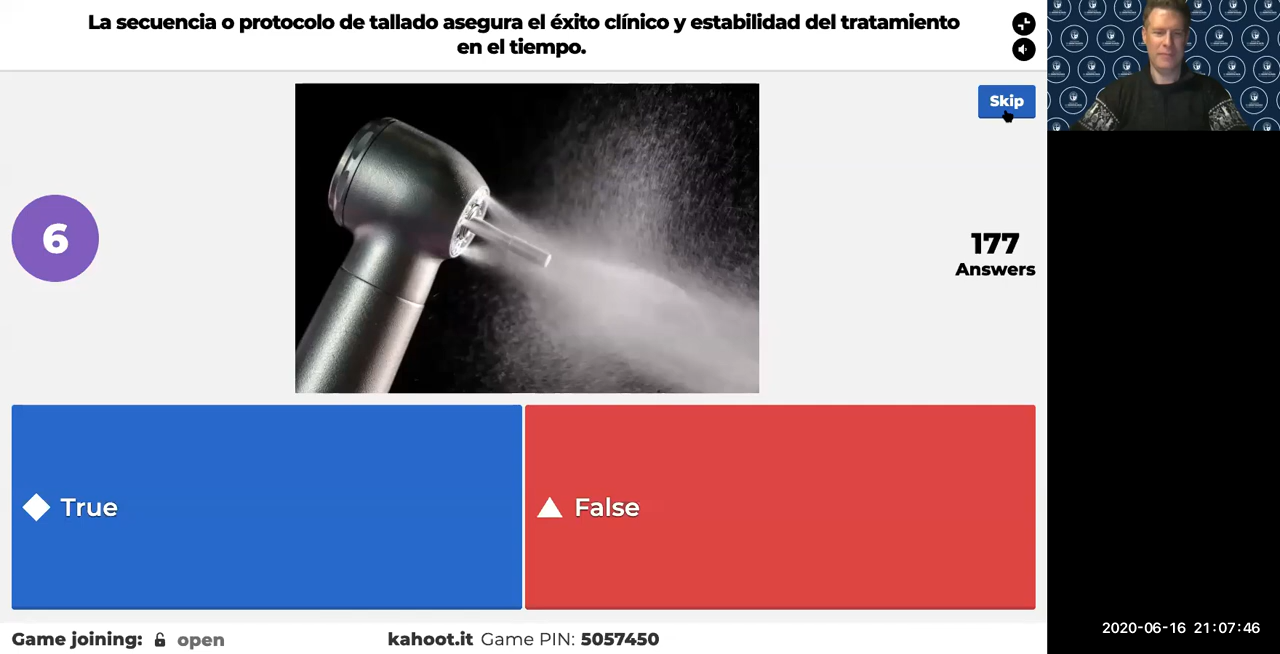 La secuencia o protocolo de tallado asegura el éxito clínico y estabilidad del tratamiento
en el tiempo.
Skip
6
177
Answers
True
False
Game joining: open
kahoot.it Game PIN: 5057450
2020-06-16 21:07:46